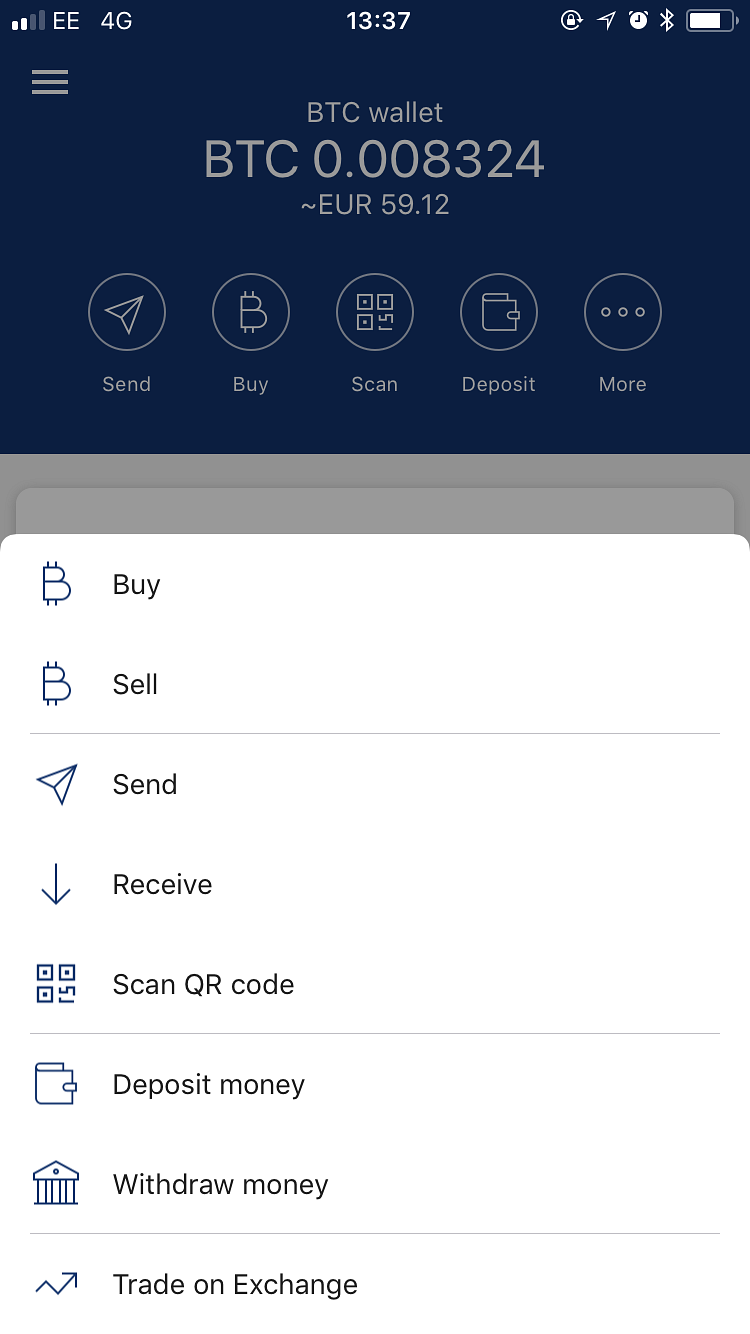 EE 4G 13:37
BTC wallet
BTC 0.008324
~EUR 59.12
Send Buy Scan Deposit More
Buy
Sell
Send
Receive
Scan QR code
Deposit money
Withdraw money
Trade on Exchange